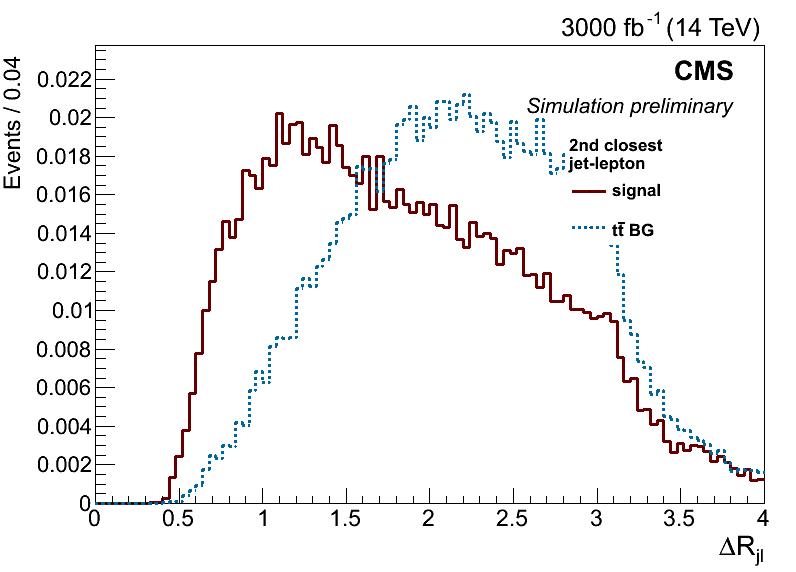 3000 fb⁻¹ (14 TeV)
Events / 0.04
CMS
Simulation preliminary
2nd closest
jet-lepton
signal
tt̄ BG
0.022
0.02
0.018
0.016
0.014
0.012
0.01
0.008
0.006
0.004
0.002
0
0 0.5 1 1.5 2 2.5 3 3.5 4
ΔR_jl